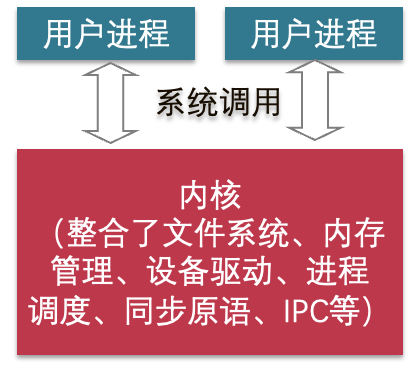 用户进程 用户进程
系统调用
内核
（整合了文件系统、内存
管理、设备驱动、进程
调度、同步原语、IPC等）